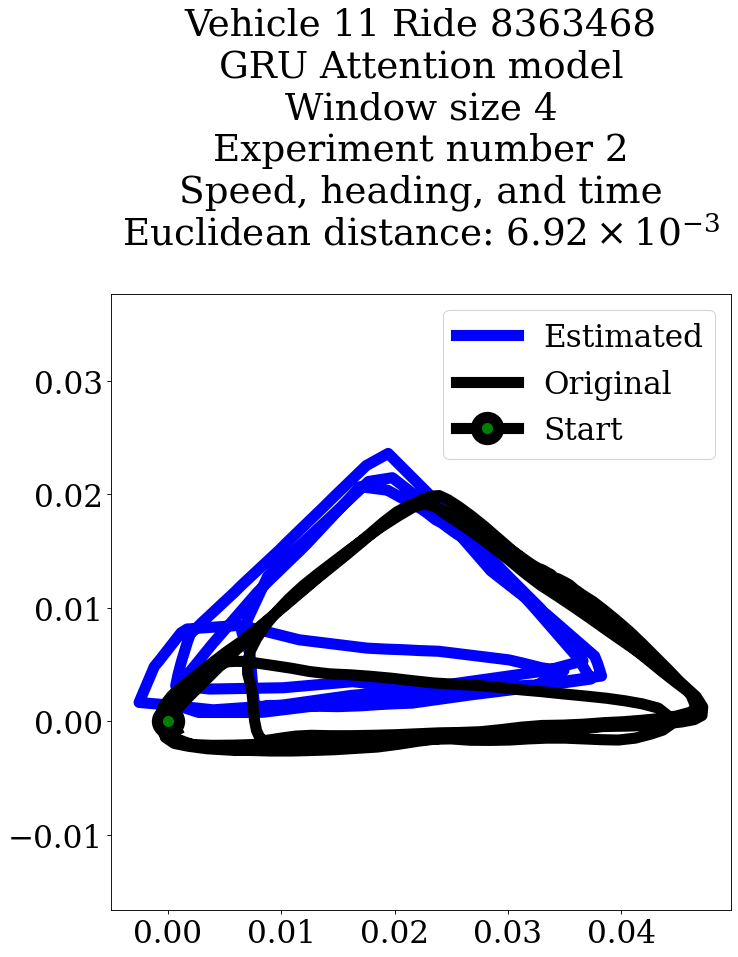 Vehicle 11 Ride 8363468
GRU Attention model
Window size 4
Experiment number 2
Speed, heading, and time
Euclidean distance: 6.92 × 10⁻³
Estimated
Original
Start
0.03
0.02
0.01
0.00
−0.01
0.00 0.01 0.02 0.03 0.04